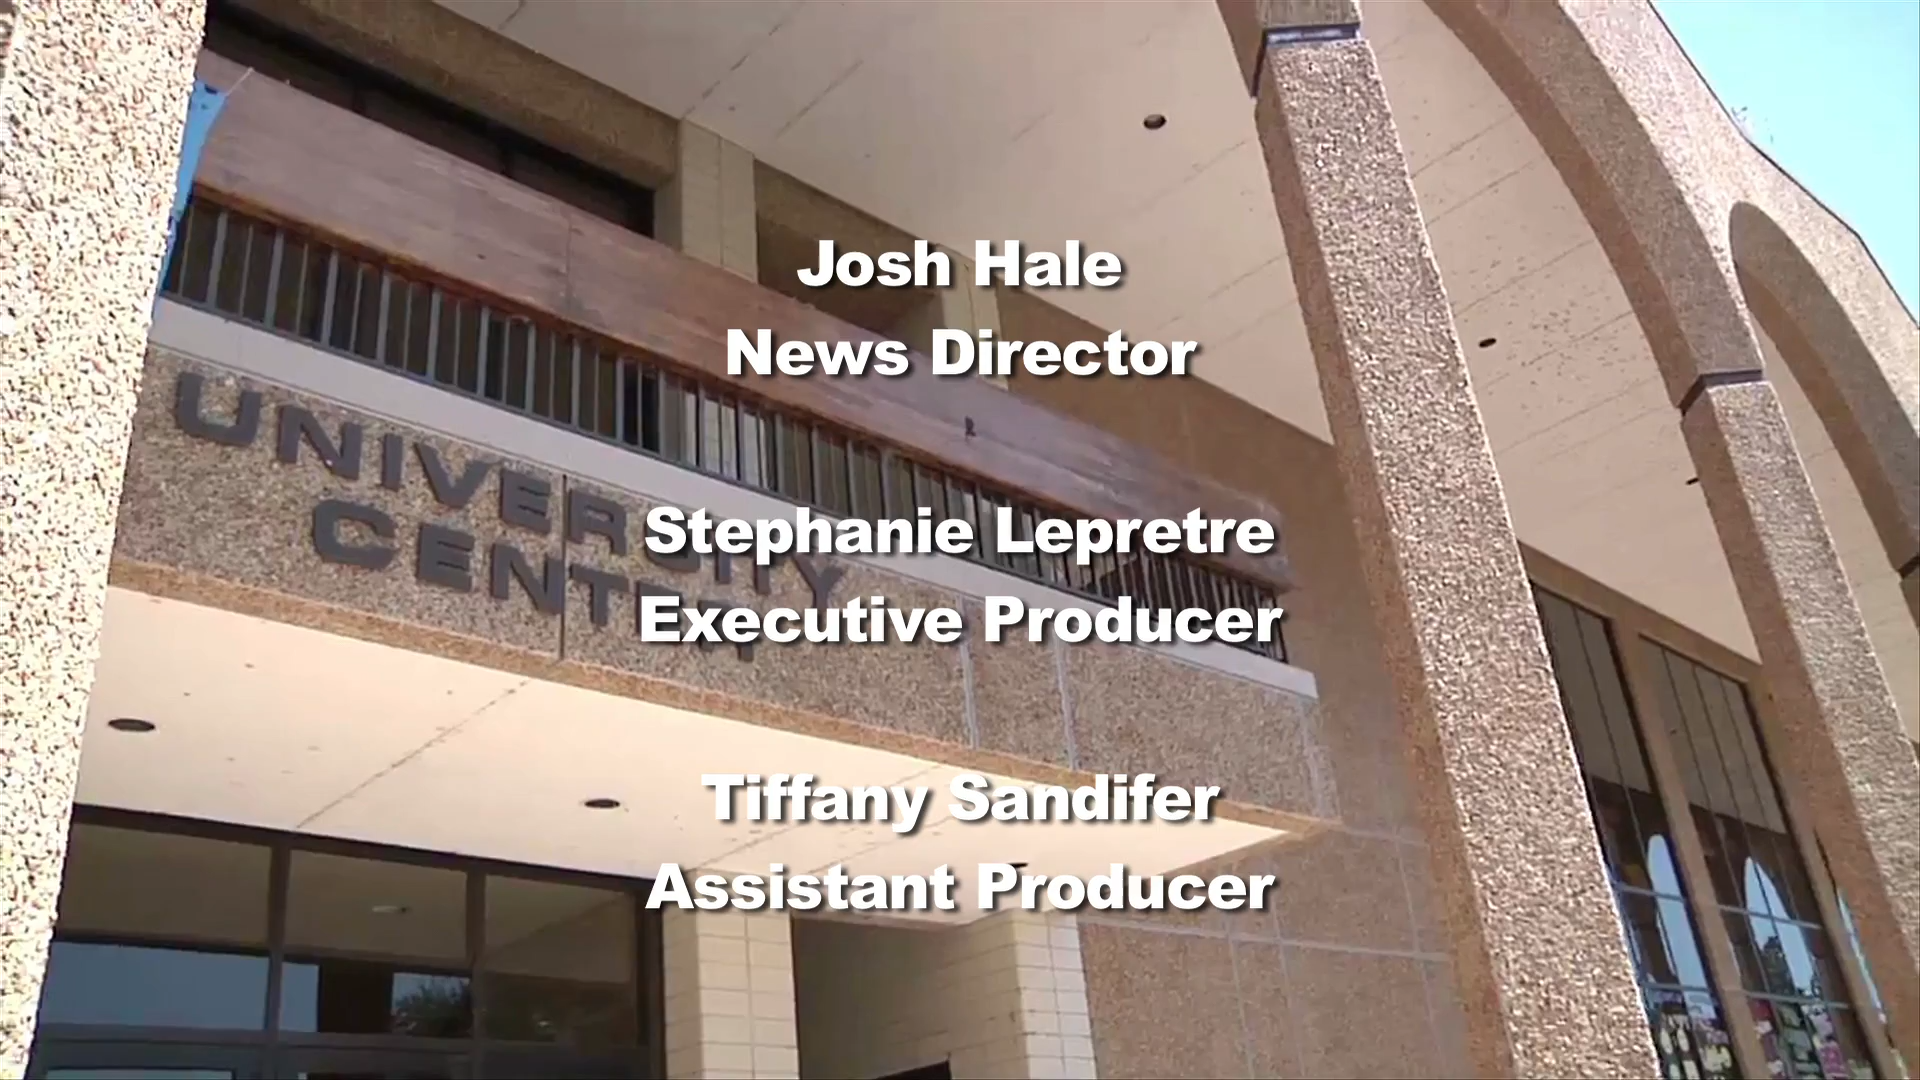 Josh Hale
News Director
UNIVERSITY
CENTER
Stephanie Lepretre
Executive Producer
Tiffany Sandifer
Assistant Producer